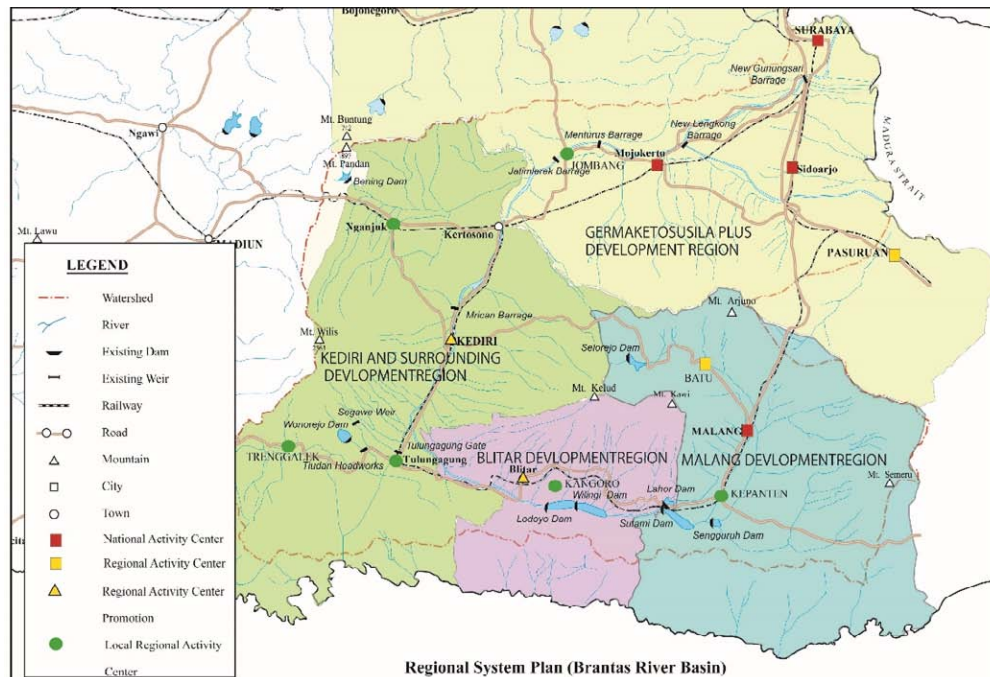 Bojonegoro
SURABAYA
New Gunungsari
Barrage
Ngawi
Mt. Buntung
Mt. Pandan
Bening Dam
Menturus Barrage
New Lengkong
Barrage
Mojokerto
JOMBANG
Jatimlerek Barrage
Sidoarjo
Mt. Lawu
MADIUN
Nganjuk
Kertosono
GERMAKETOSUSILA PLUS
DEVELOPMENT REGION
PASURUAN
LEGEND
Watershed
River
Existing Dam
Existing Weir
Railway
Road
Mountain
City
Town
National Activity Center
Regional Activity Center
Regional Activity Center
Promotion
Local Regional Activity
Center
Mrican Barrage
Mt. Wilis
KEDIRI
KEDIRI AND SURROUNDING
DEVLOPMENTREGION
Mt. Arjuno
Selorejo Dam
BATU
Mt. Kelud
Mt. Kawi
Segawe Weir
Wonorejo Dam
Tulungagung Gate
TRENGGALEK
Tiudan Headworks
Tulungagung
BLITAR DEVLOPMENTREGION
Blitar
MALANG
MALANG DEVLOPMENTREGION
Mt. Semeru
KANGORO
Wilingi Dam
Lahor Dam
KEPANTEN
Lodoyo Dam
Sutami Dam
Sengguruh Dam
Regional System Plan (Brantas River Basin)